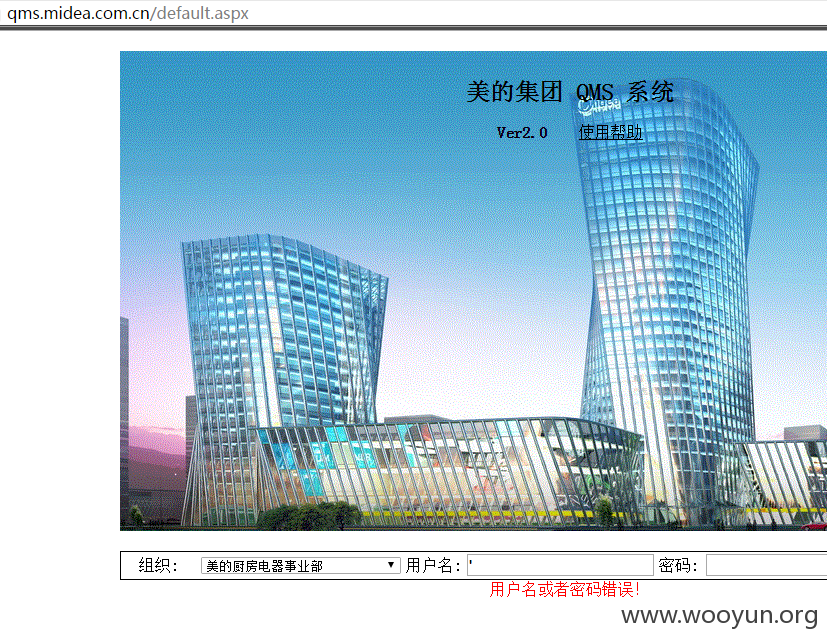 qms.midea.com.cn/default.aspx
美的集团 QMS 系统
Midea
Ver2.0 使用帮助
组织： 美的厨房电器事业部 用户名： ' 密码：
用户名或者密码错误！
www.wooyun.org